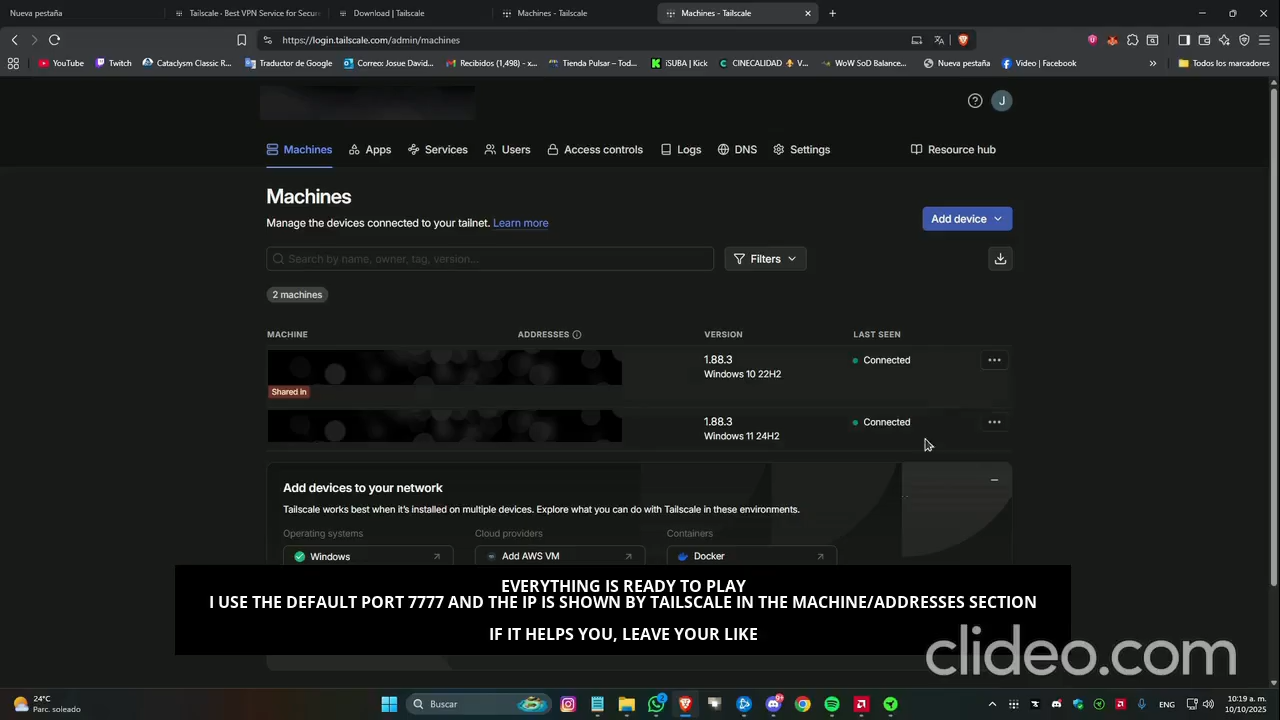 Nueva pestaña
Tailscale · Best VPN Service for Secure
Download | Tailscale
Machines - Tailscale
Machines - Tailscale
https://login.tailscale.com/admin/machines
YouTube
Twitch
Cataclysm Classic R...
Traductor de Google
Correo: Josue David...
Recibidos (1,498) - x...
Tienda Pulsar – Tod...
iSUBA | Kick
CINECALIDAD 🔥 V...
WoW SoD Balance...
Nueva pestaña
Video | Facebook
Todos los marcadores
J
Machines
Apps
Services
Users
Access controls
Logs
DNS
Settings
Resource hub
Machines
Manage the devices connected to your tailnet. Learn more
Add device
Search by name, owner, tag, version...
Filters
2 machines
MACHINE
ADDRESSES
VERSION
LAST SEEN
1.88.3
Connected
Windows 10 22H2
Shared in
1.88.3
Connected
Windows 11 24H2
Add devices to your network
Tailscale works best when it's installed on multiple devices. Explore what you can do with Tailscale in these environments.
Operating systems
Cloud providers
Containers
Windows
Add AWS VM
Docker
EVERYTHING IS READY TO PLAY
I USE THE DEFAULT PORT 7777 AND THE IP IS SHOWN BY TAILSCALE IN THE MACHINE/ADDRESSES SECTION
IF IT HELPS YOU, LEAVE YOUR LIKE
clideo.com
24°C
Parc. soleado
Buscar
ENG
10:19 a. m.
10/10/2025